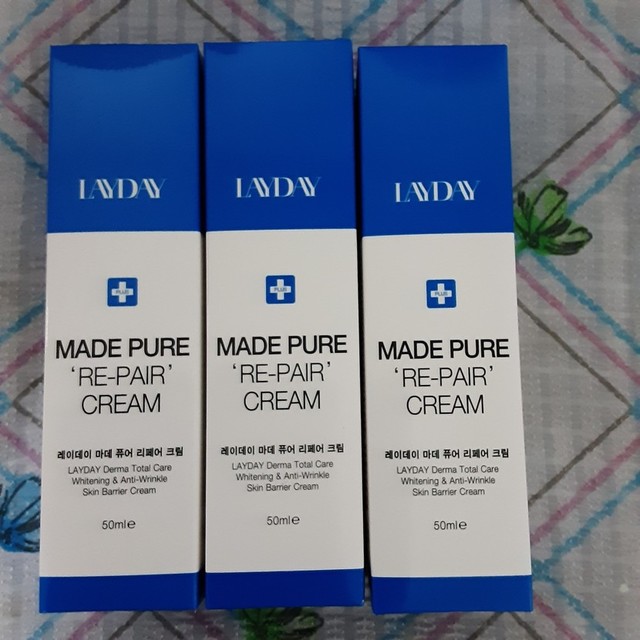 LAYDAY
PLUS
MADE PURE
‘RE-PAIR’
CREAM
레이데이 마데 퓨어 리페어 크림
LAYDAY Derma Total Care
Whitening & Anti-Wrinkle
Skin Barrier Cream
50ml℮
LAYDAY
PLUS
MADE PURE
‘RE-PAIR’
CREAM
레이데이 마데 퓨어 리페어 크림
LAYDAY Derma Total Care
Whitening & Anti-Wrinkle
Skin Barrier Cream
50ml℮
LAYDAY
PLUS
MADE PURE
‘RE-PAIR’
CREAM
레이데이 마데 퓨어 리페어 크림
LAYDAY Derma Total Care
Whitening & Anti-Wrinkle
Skin Barrier Cream
50ml℮